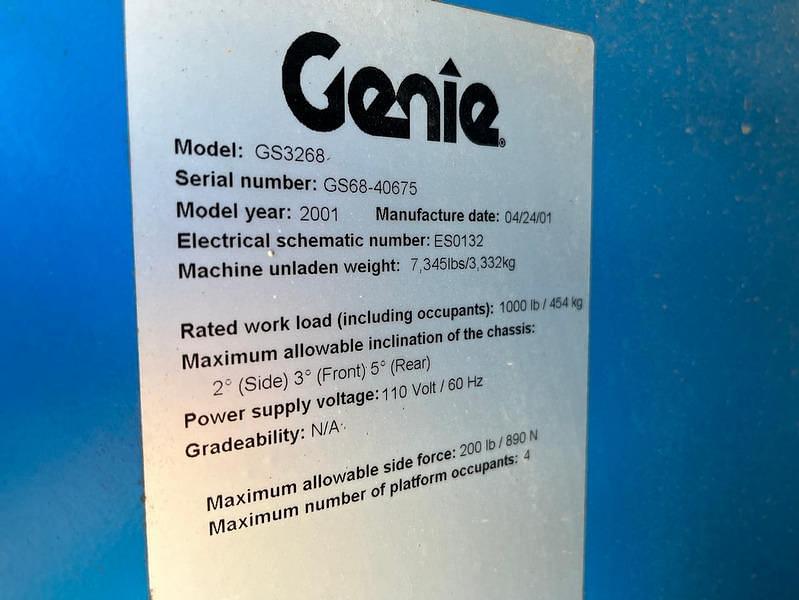 Genie®
Model: GS3268
Serial number: GS68-40675
Model year: 2001 Manufacture date: 04/24/01
Electrical schematic number: ES0132
Machine unladen weight: 7,345lbs/3,332kg
Rated work load (including occupants): 1000 lb / 454 kg
Maximum allowable inclination of the chassis:
2° (Side) 3° (Front) 5° (Rear)
Power supply voltage: 110 Volt / 60 Hz
Gradeability: N/A
Maximum allowable side force: 200 lb / 890 N
Maximum number of platform occupants: 4